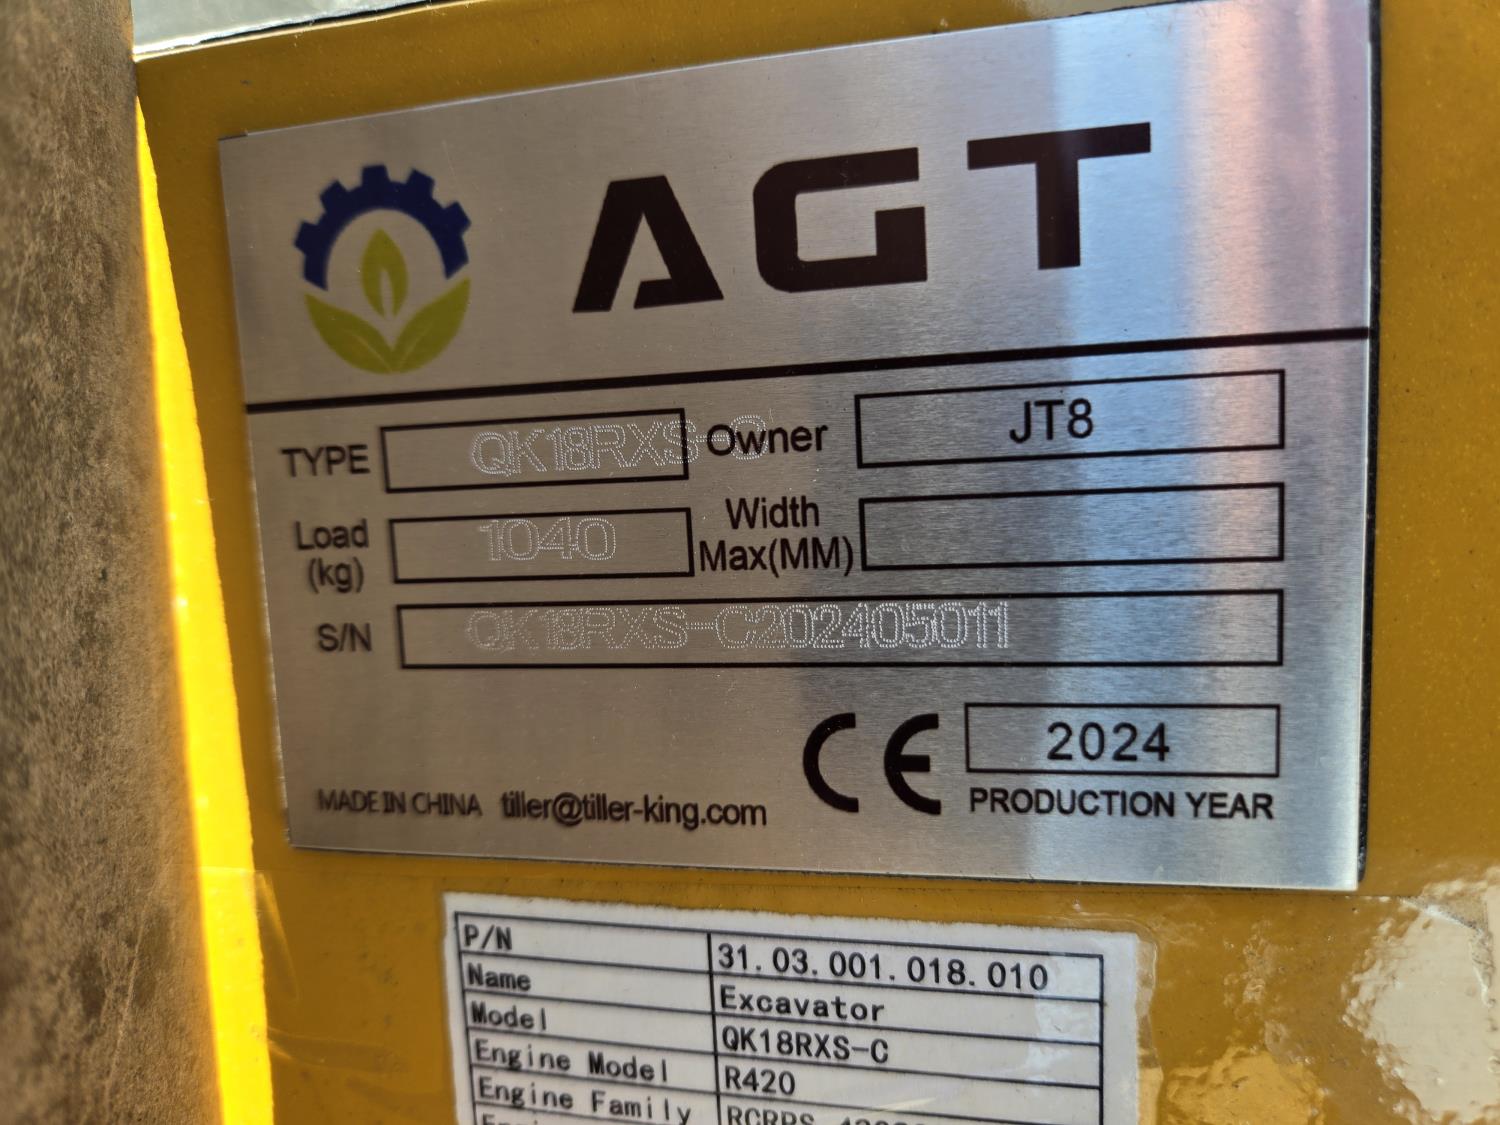 AGT
TYPE QK18RXS-C Owner JT8
Load (kg) 1040 Width Max(MM)
S/N QK18RXS-C202405011
CE 2024
MADE IN CHINA tiller@tiller-king.com PRODUCTION YEAR
P/N 31.03.001.018.010
Name Excavator
Model QK18RXS-C
Engine Model R420
Engine Family